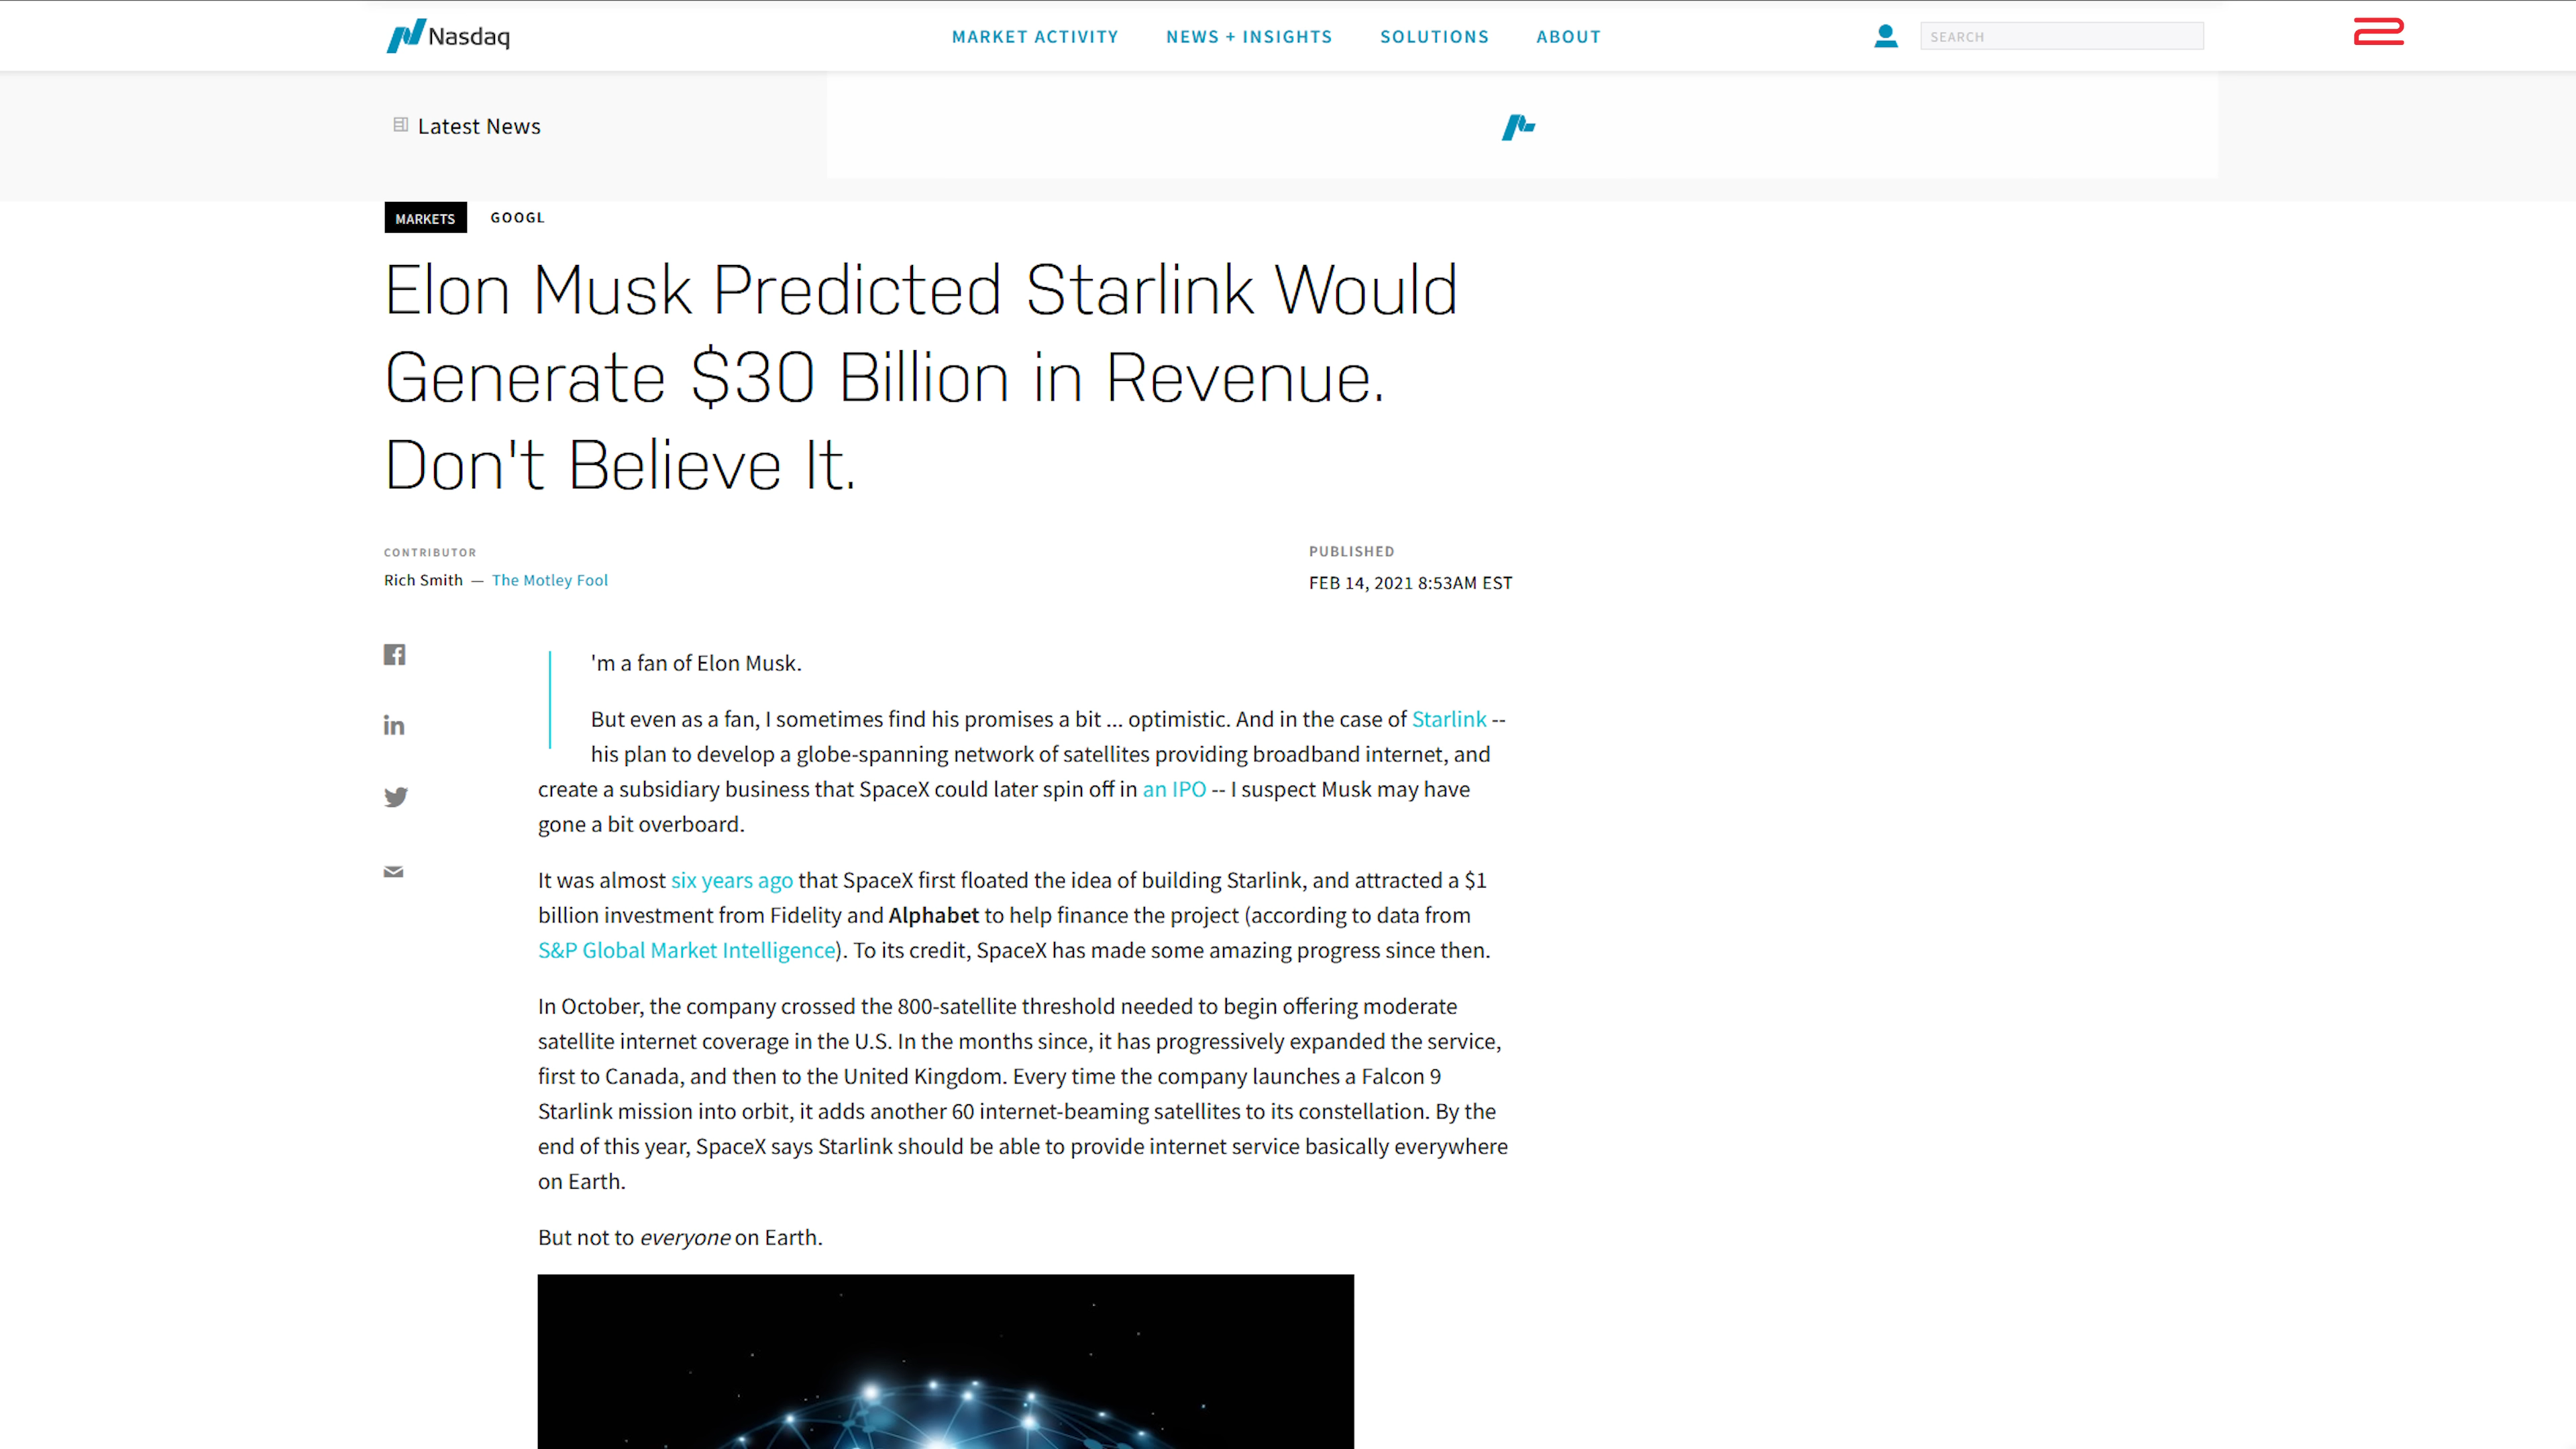 Nasdaq
MARKET ACTIVITY
NEWS + INSIGHTS
SOLUTIONS
ABOUT
SEARCH
Latest News
MARKETS
GOOGL
Elon Musk Predicted Starlink Would
Generate $30 Billion in Revenue.
Don't Believe It.
CONTRIBUTOR
Rich Smith — The Motley Fool
PUBLISHED
FEB 14, 2021 8:53AM EST
'm a fan of Elon Musk.
But even as a fan, I sometimes find his promises a bit ... optimistic. And in the case of Starlink --
his plan to develop a globe-spanning network of satellites providing broadband internet, and
create a subsidiary business that SpaceX could later spin off in an IPO -- I suspect Musk may have
gone a bit overboard.
It was almost six years ago that SpaceX first floated the idea of building Starlink, and attracted a $1
billion investment from Fidelity and Alphabet to help finance the project (according to data from
S&P Global Market Intelligence). To its credit, SpaceX has made some amazing progress since then.
In October, the company crossed the 800-satellite threshold needed to begin offering moderate
satellite internet coverage in the U.S. In the months since, it has progressively expanded the service,
first to Canada, and then to the United Kingdom. Every time the company launches a Falcon 9
Starlink mission into orbit, it adds another 60 internet-beaming satellites to its constellation. By the
end of this year, SpaceX says Starlink should be able to provide internet service basically everywhere
on Earth.
But not to everyone on Earth.